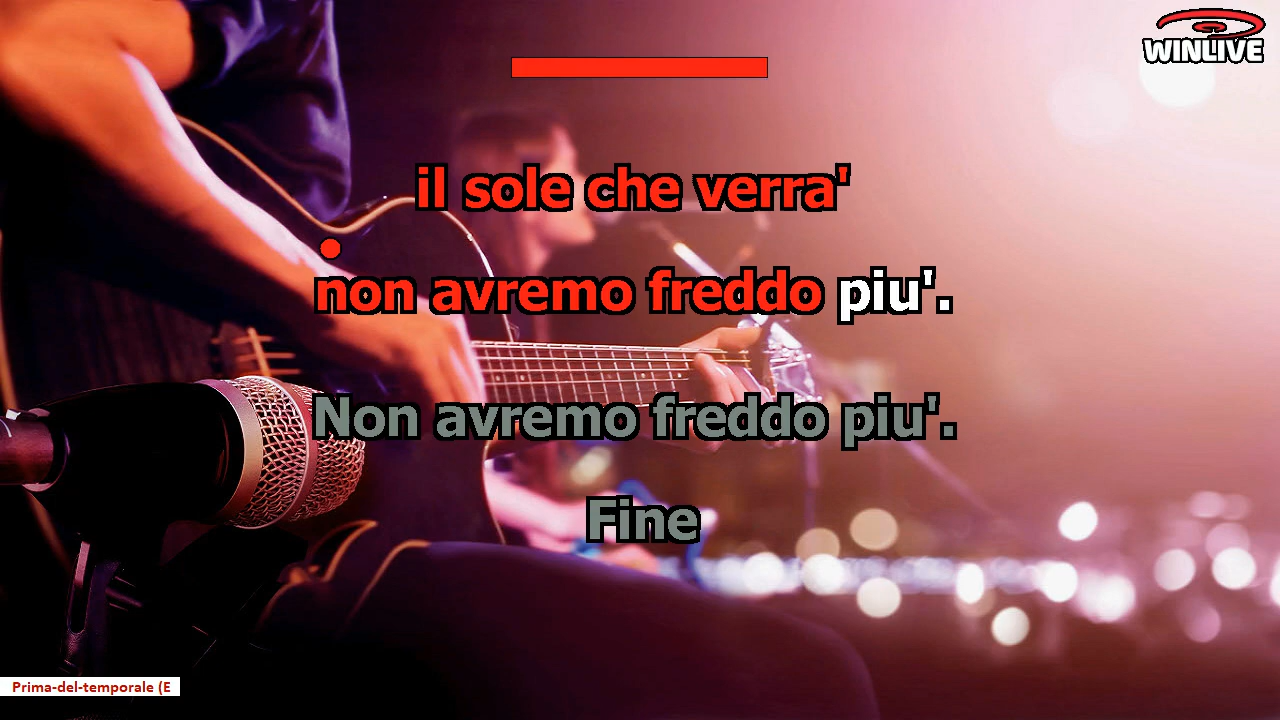 WINLIVE
il sole che verra'
non avremo freddo piu'.
Non avremo freddo piu'.
Fine
Prima-del-temporale (E